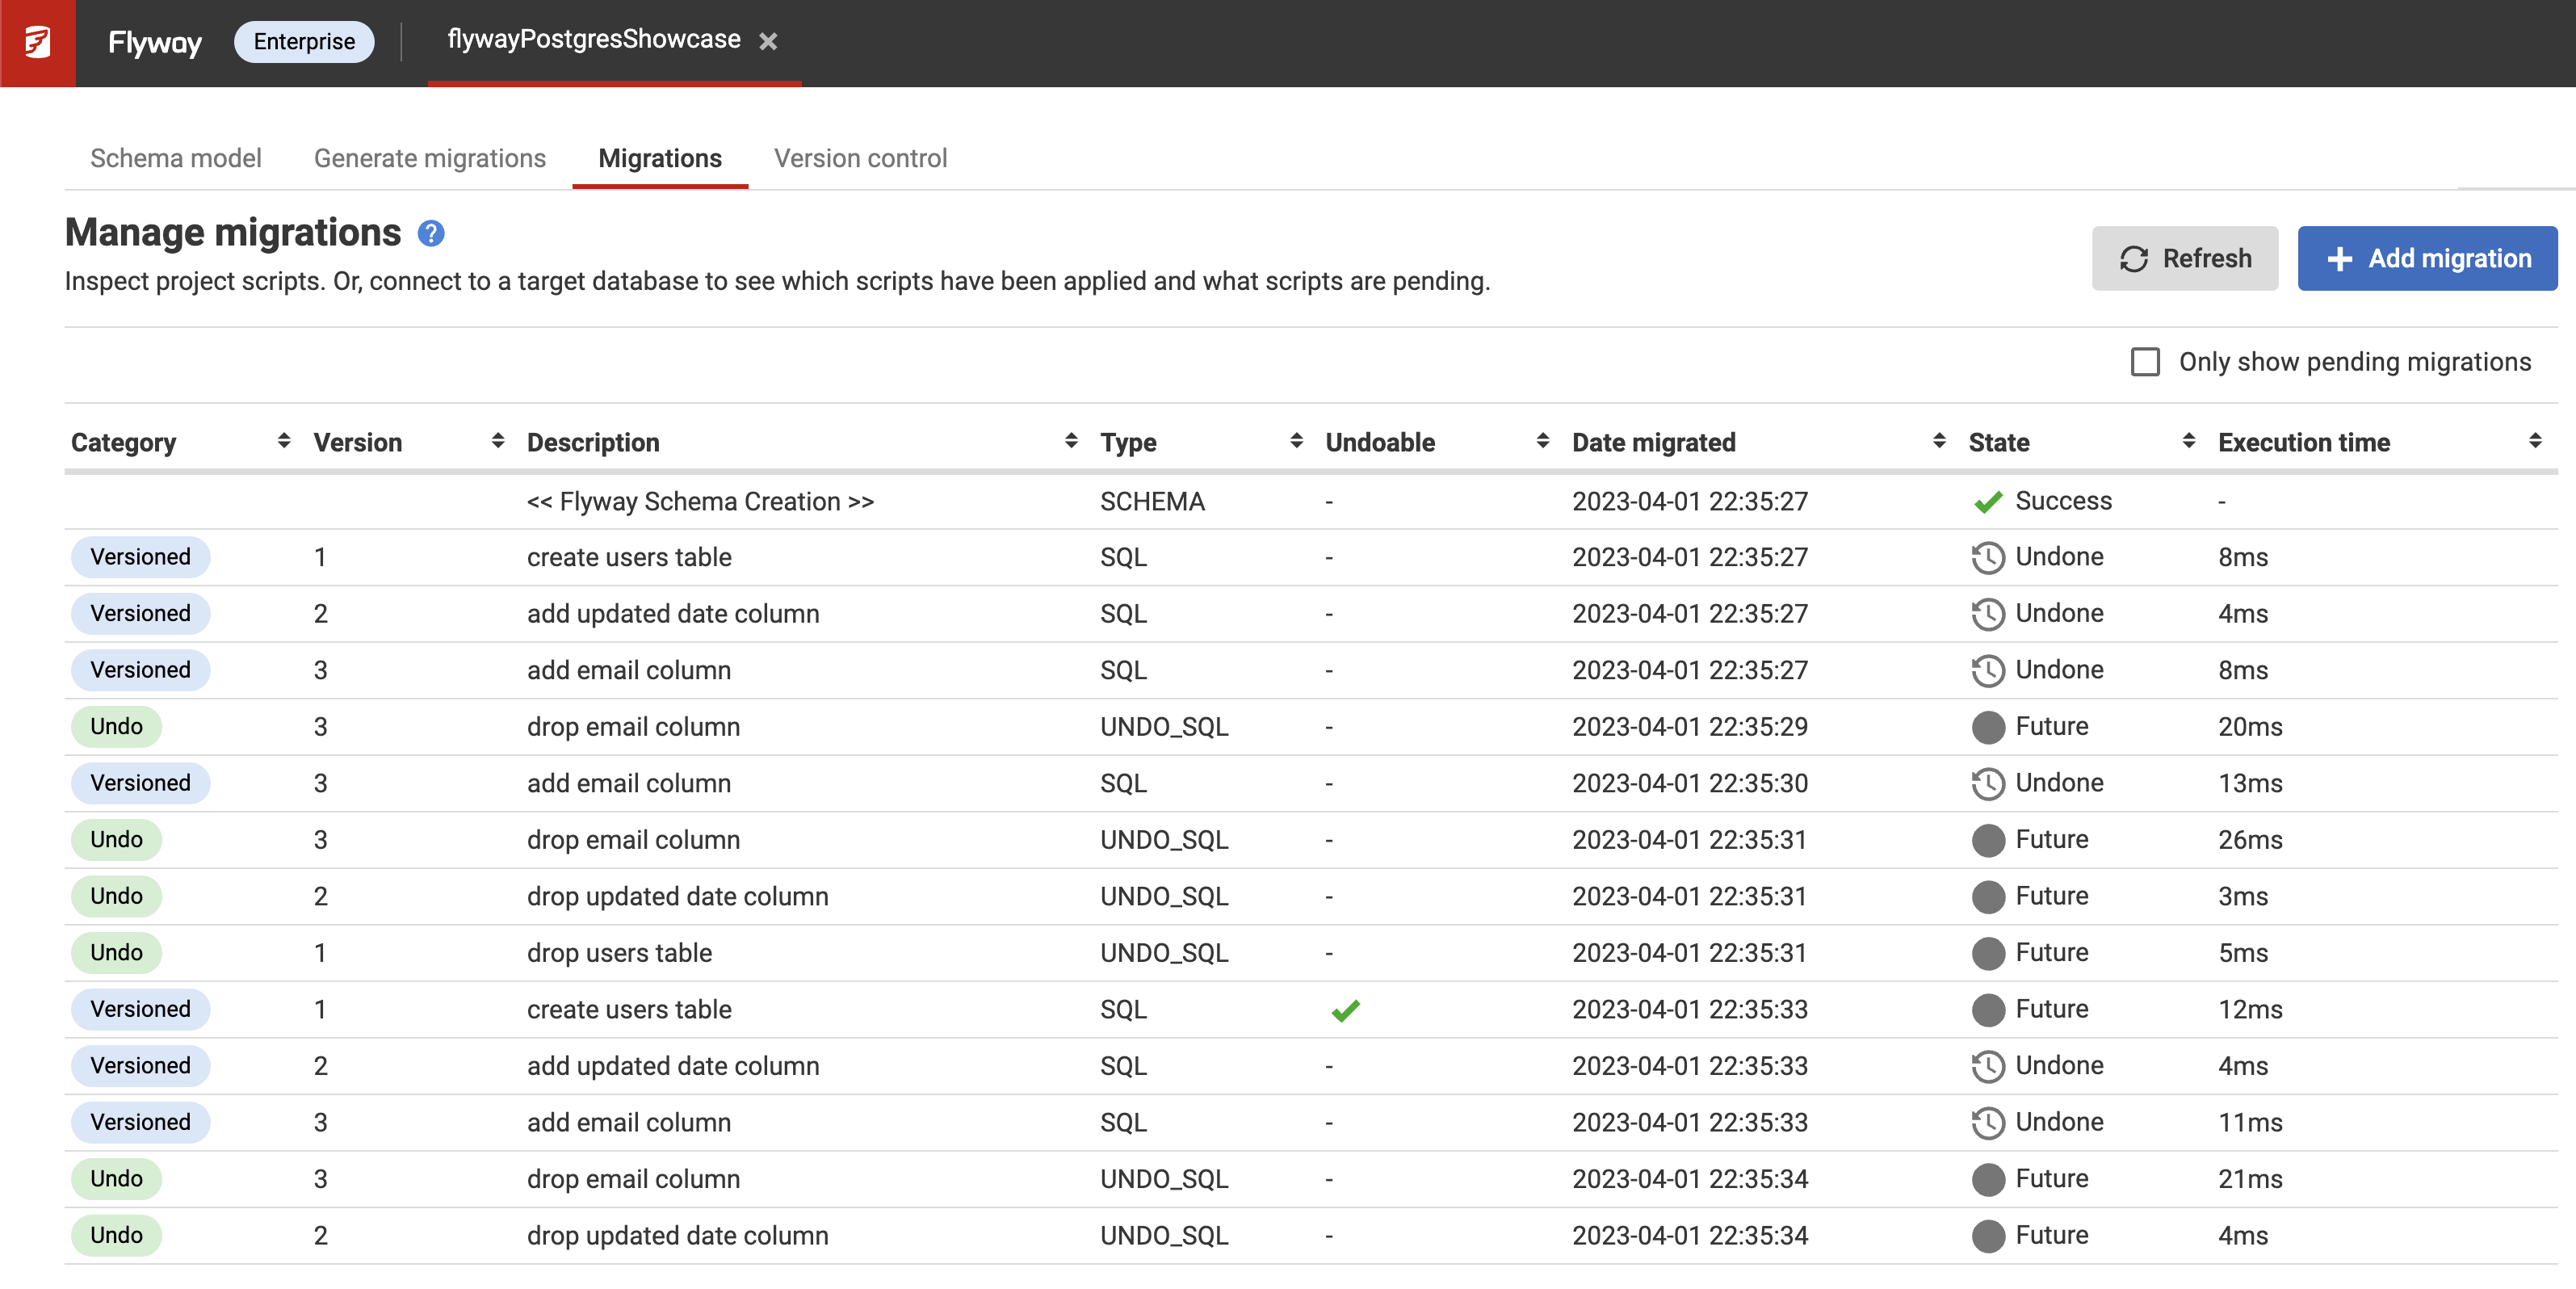 Flyway Enterprise flywayPostgresShowcase
Schema model Generate migrations Migrations Version control
Manage migrations ?
Inspect project scripts. Or, connect to a target database to see which scripts have been applied and what scripts are pending.
Refresh Add migration
Only show pending migrations
Category Version Description Type Undoable Date migrated State Execution time
<< Flyway Schema Creation >> SCHEMA - 2023-04-01 22:35:27 Success -
Versioned 1 create users table SQL - 2023-04-01 22:35:27 Undone 8ms
Versioned 2 add updated date column SQL - 2023-04-01 22:35:27 Undone 4ms
Versioned 3 add email column SQL - 2023-04-01 22:35:27 Undone 8ms
Undo 3 drop email column UNDO_SQL - 2023-04-01 22:35:29 Future 20ms
Versioned 3 add email column SQL - 2023-04-01 22:35:30 Undone 13ms
Undo 3 drop email column UNDO_SQL - 2023-04-01 22:35:31 Future 26ms
Undo 2 drop updated date column UNDO_SQL - 2023-04-01 22:35:31 Future 3ms
Undo 1 drop users table UNDO_SQL - 2023-04-01 22:35:31 Future 5ms
Versioned 1 create users table SQL 2023-04-01 22:35:33 Future 12ms
Versioned 2 add updated date column SQL - 2023-04-01 22:35:33 Undone 4ms
Versioned 3 add email column SQL - 2023-04-01 22:35:33 Undone 11ms
Undo 3 drop email column UNDO_SQL - 2023-04-01 22:35:34 Future 21ms
Undo 2 drop updated date column UNDO_SQL - 2023-04-01 22:35:34 Future 4ms